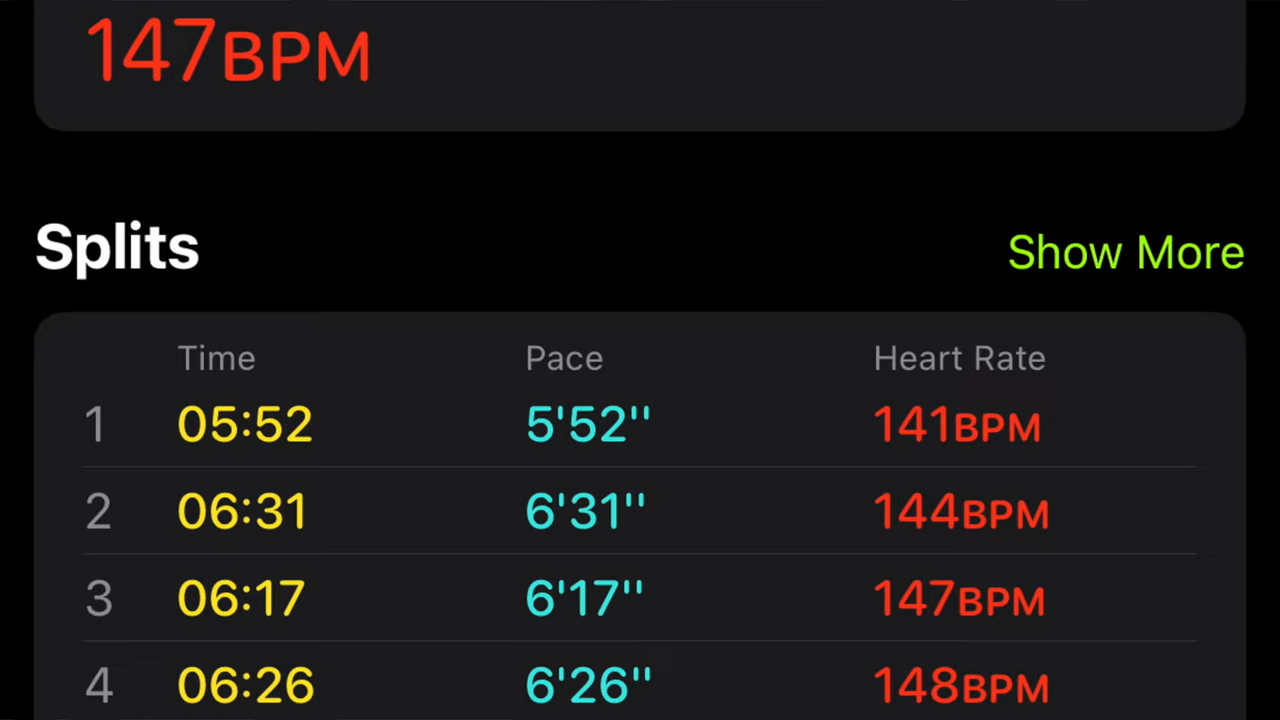 147BPM
Splits Show More
Time Pace Heart Rate
1 05:52 5'52'' 141BPM
2 06:31 6'31'' 144BPM
3 06:17 6'17'' 147BPM
4 06:26 6'26'' 148BPM